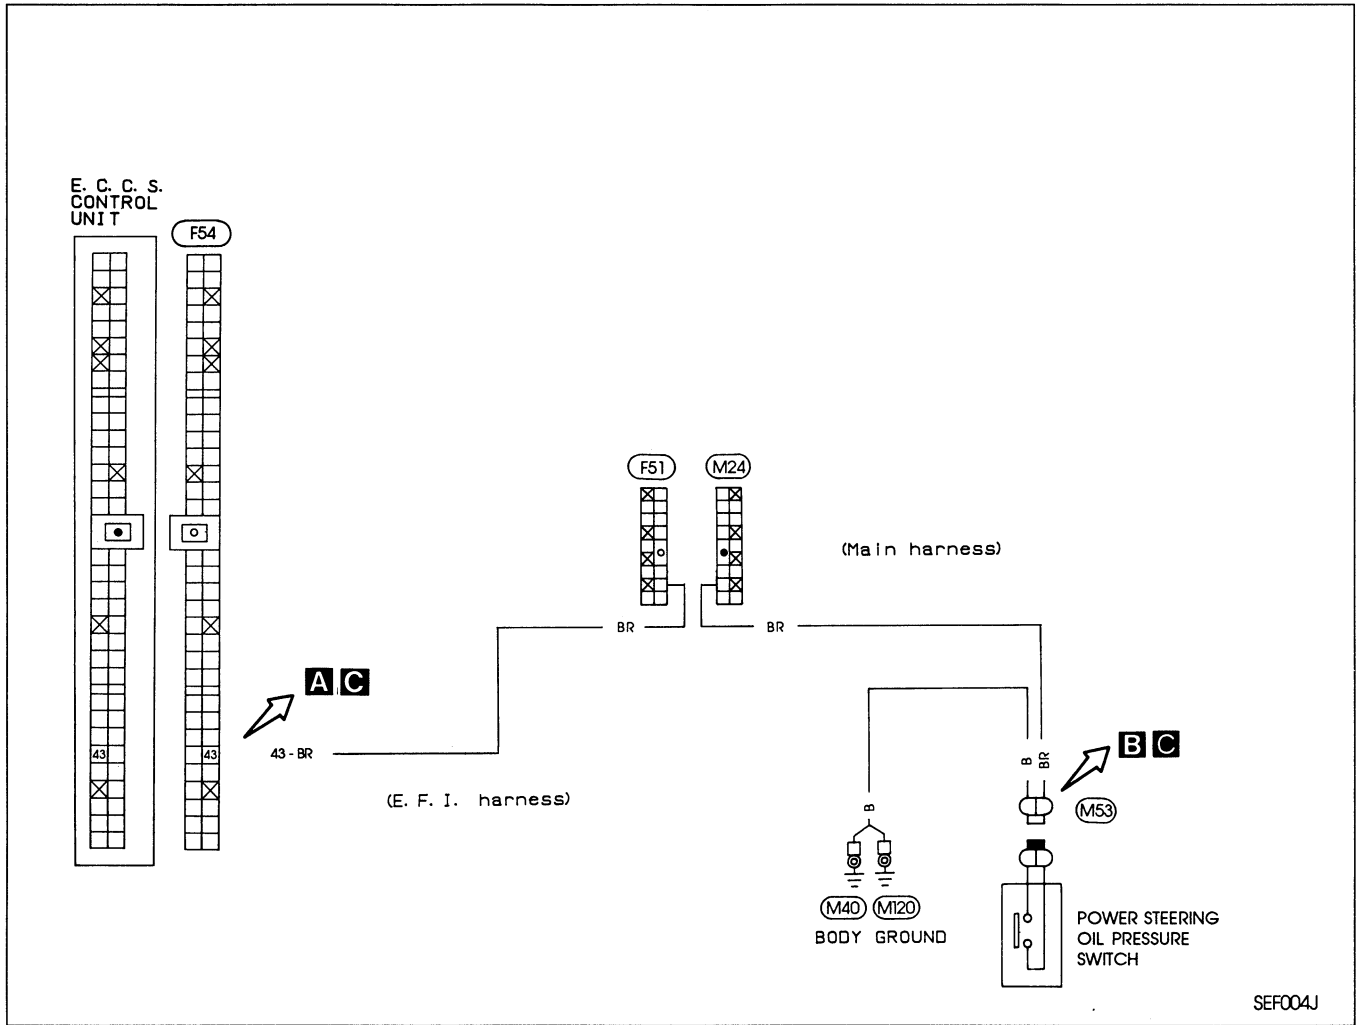 E. C. C. S.
CONTROL
UNIT
F54
F51
M24
(Main harness)
BR
BR
A C
43
43
43 - BR
(E. F. I. harness)
B
BR
B C
B
M53
M40
M120
BODY GROUND
POWER STEERING
OIL PRESSURE
SWITCH
SEF004J